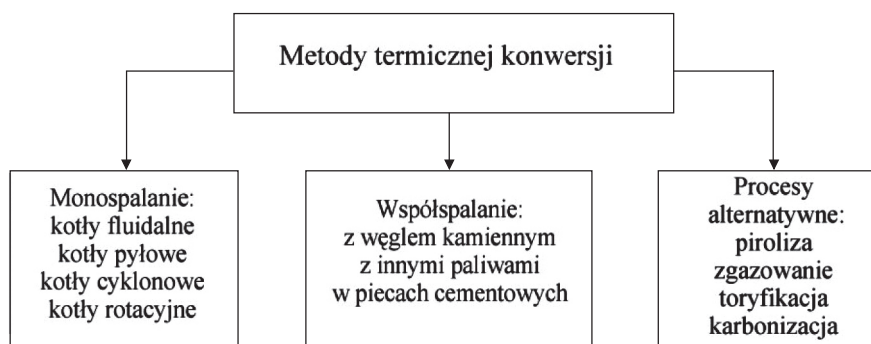 Metody termicznej konwersji
Monospalanie:
kotły fluidalne
kotły pyłowe
kotły cyklonowe
kotły rotacyjne
Współspalanie:
z węglem kamiennym
z innymi paliwami
w piecach cementowych
Procesy
alternatywne:
piroliza
zgazowanie
toryfikacja
karbonizacja